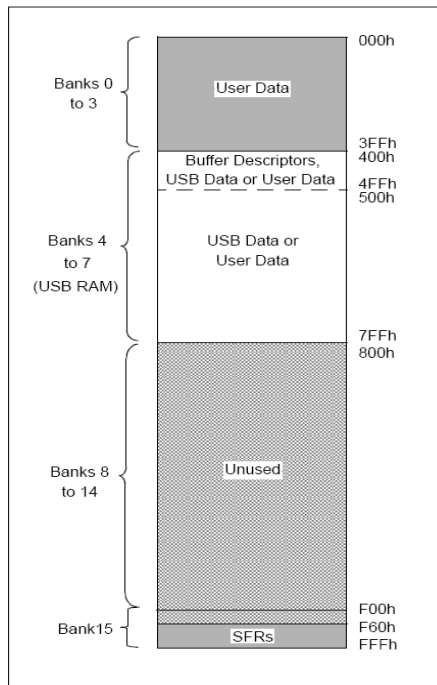 000h
Banks 0
to 3
User Data
3FFh
400h
Buffer Descriptors,
USB Data or User Data
4FFh
500h
Banks 4
to 7
(USB RAM)
USB Data or
User Data
7FFh
800h
Banks 8
to 14
Unused
F00h
Bank15
F60h
SFRs
FFFh